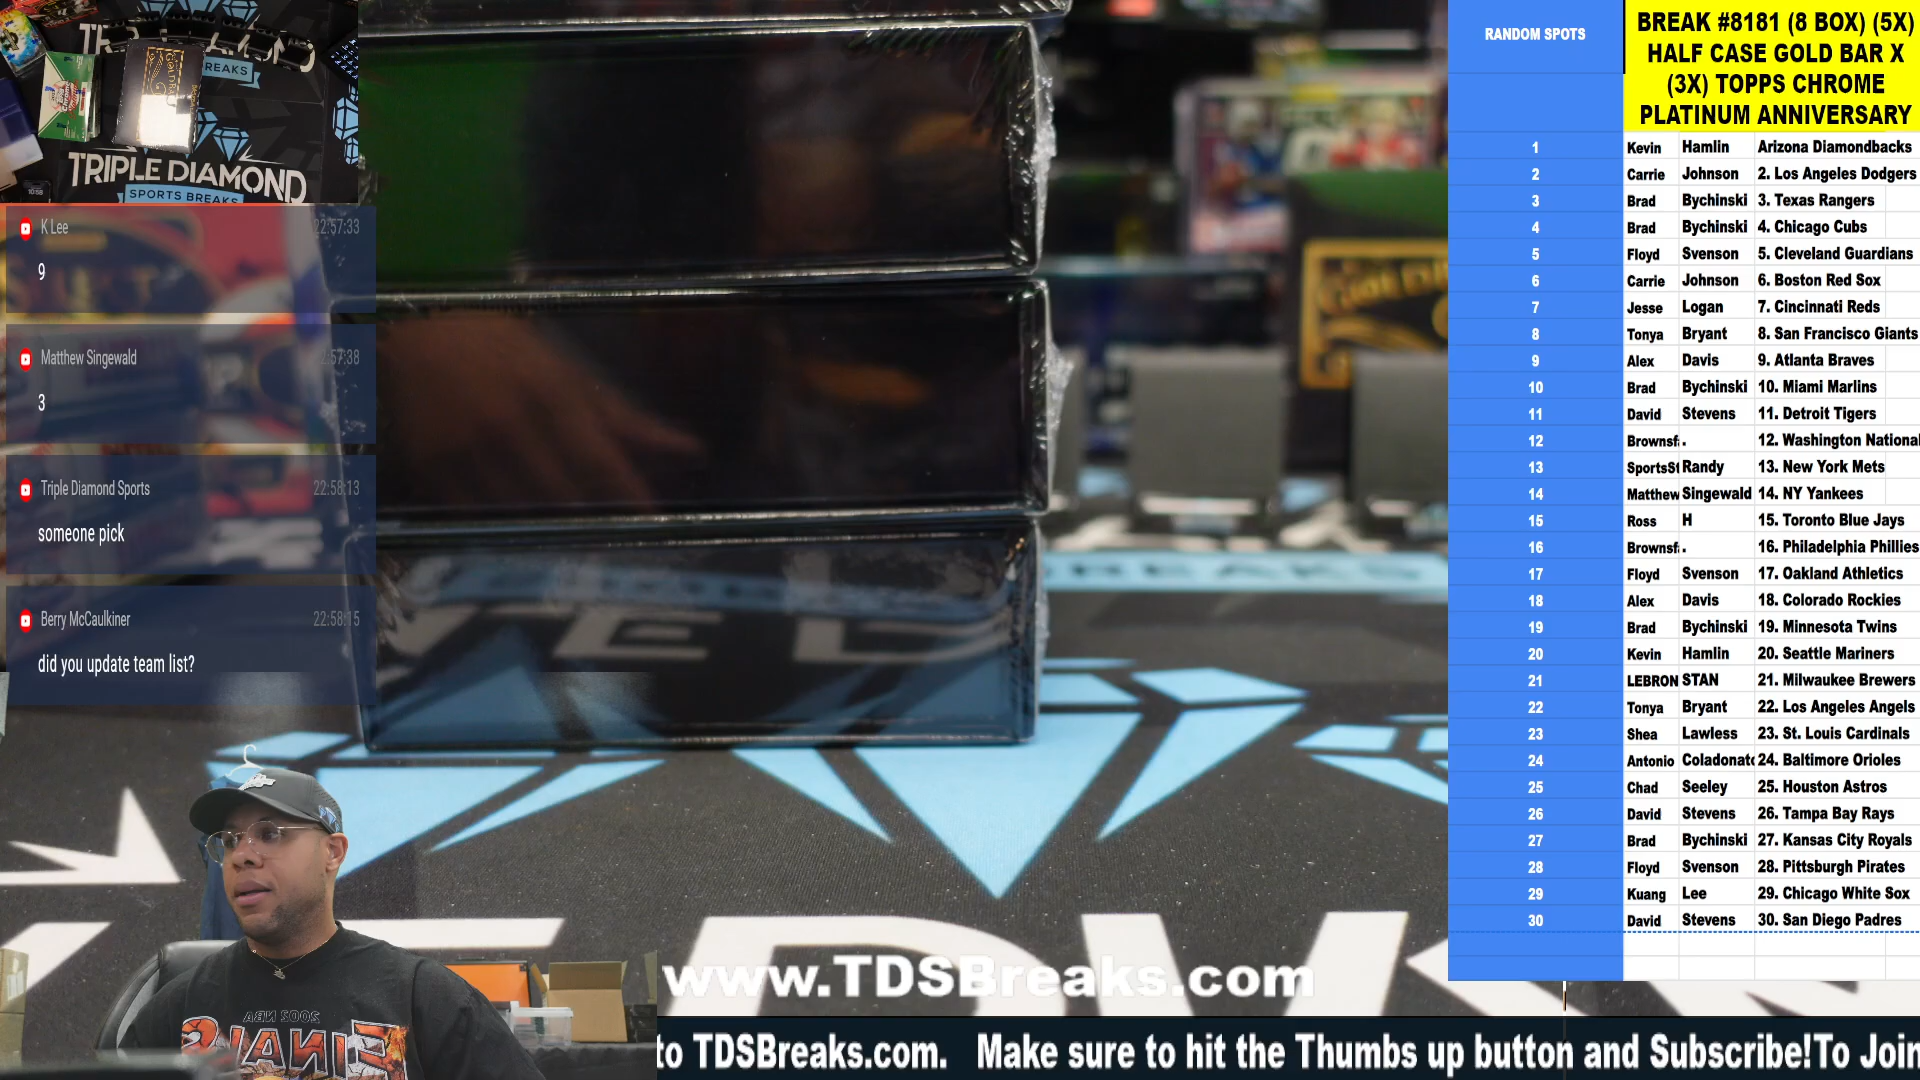 TRIPLE DIAMOND
SPORTS BREAKS
REAKS
K Lee 22:57:33
9
Matthew Singewald
3
Triple Diamond Sports 22:58:13
someone pick
Berry McCaulkiner 22:58:15
did you update team list?
RANDOM SPOTS
BREAK #8181 (8 BOX) (5X)
HALF CASE GOLD BAR X
(3X) TOPPS CHROME
PLATINUM ANNIVERSARY
1 Kevin Hamlin Arizona Diamondbacks
2 Carrie Johnson 2. Los Angeles Dodgers
3 Brad Bychinski 3. Texas Rangers
4 Brad Bychinski 4. Chicago Cubs
5 Floyd Svenson 5. Cleveland Guardians
6 Carrie Johnson 6. Boston Red Sox
7 Jesse Logan 7. Cincinnati Reds
8 Tonya Bryant 8. San Francisco Giants
9 Alex Davis 9. Atlanta Braves
10 Brad Bychinski 10. Miami Marlins
11 David Stevens 11. Detroit Tigers
12 Brownsf . 12. Washington National
13 SportsSt Randy 13. New York Mets
14 Matthew Singewald 14. NY Yankees
15 Ross H 15. Toronto Blue Jays
16 Brownsf . 16. Philadelphia Phillies
17 Floyd Svenson 17. Oakland Athletics
18 Alex Davis 18. Colorado Rockies
19 Brad Bychinski 19. Minnesota Twins
20 Kevin Hamlin 20. Seattle Mariners
21 LEBRON STAN 21. Milwaukee Brewers
22 Tonya Bryant 22. Los Angeles Angels
23 Shea Lawless 23. St. Louis Cardinals
24 Antonio Coladonato 24. Baltimore Orioles
25 Chad Seeley 25. Houston Astros
26 David Stevens 26. Tampa Bay Rays
27 Brad Bychinski 27. Kansas City Royals
28 Floyd Svenson 28. Pittsburgh Pirates
29 Kuang Lee 29. Chicago White Sox
30 David Stevens 30. San Diego Padres
2002 NBA
FINALS
www.TDSBreaks.com
to TDSBreaks.com. Make sure to hit the Thumbs up button and Subscribe!To Join